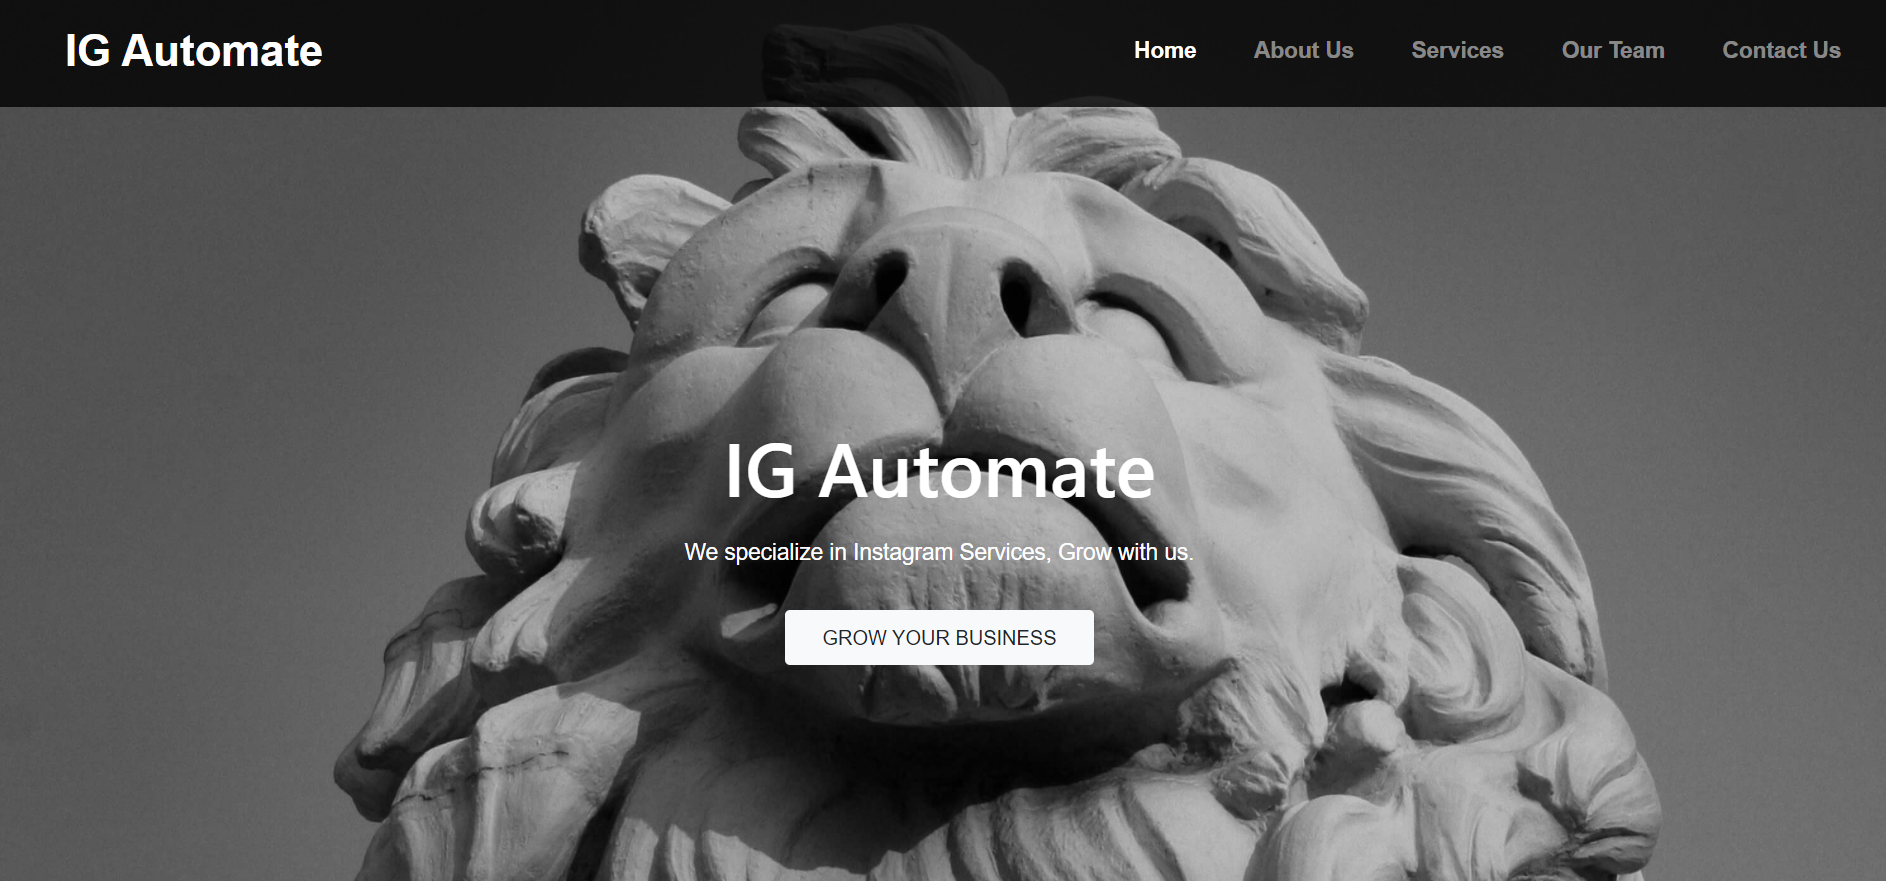 IG Automate
Home About Us Services Our Team Contact Us
IG Automate
We specialize in Instagram Services, Grow with us.
GROW YOUR BUSINESS